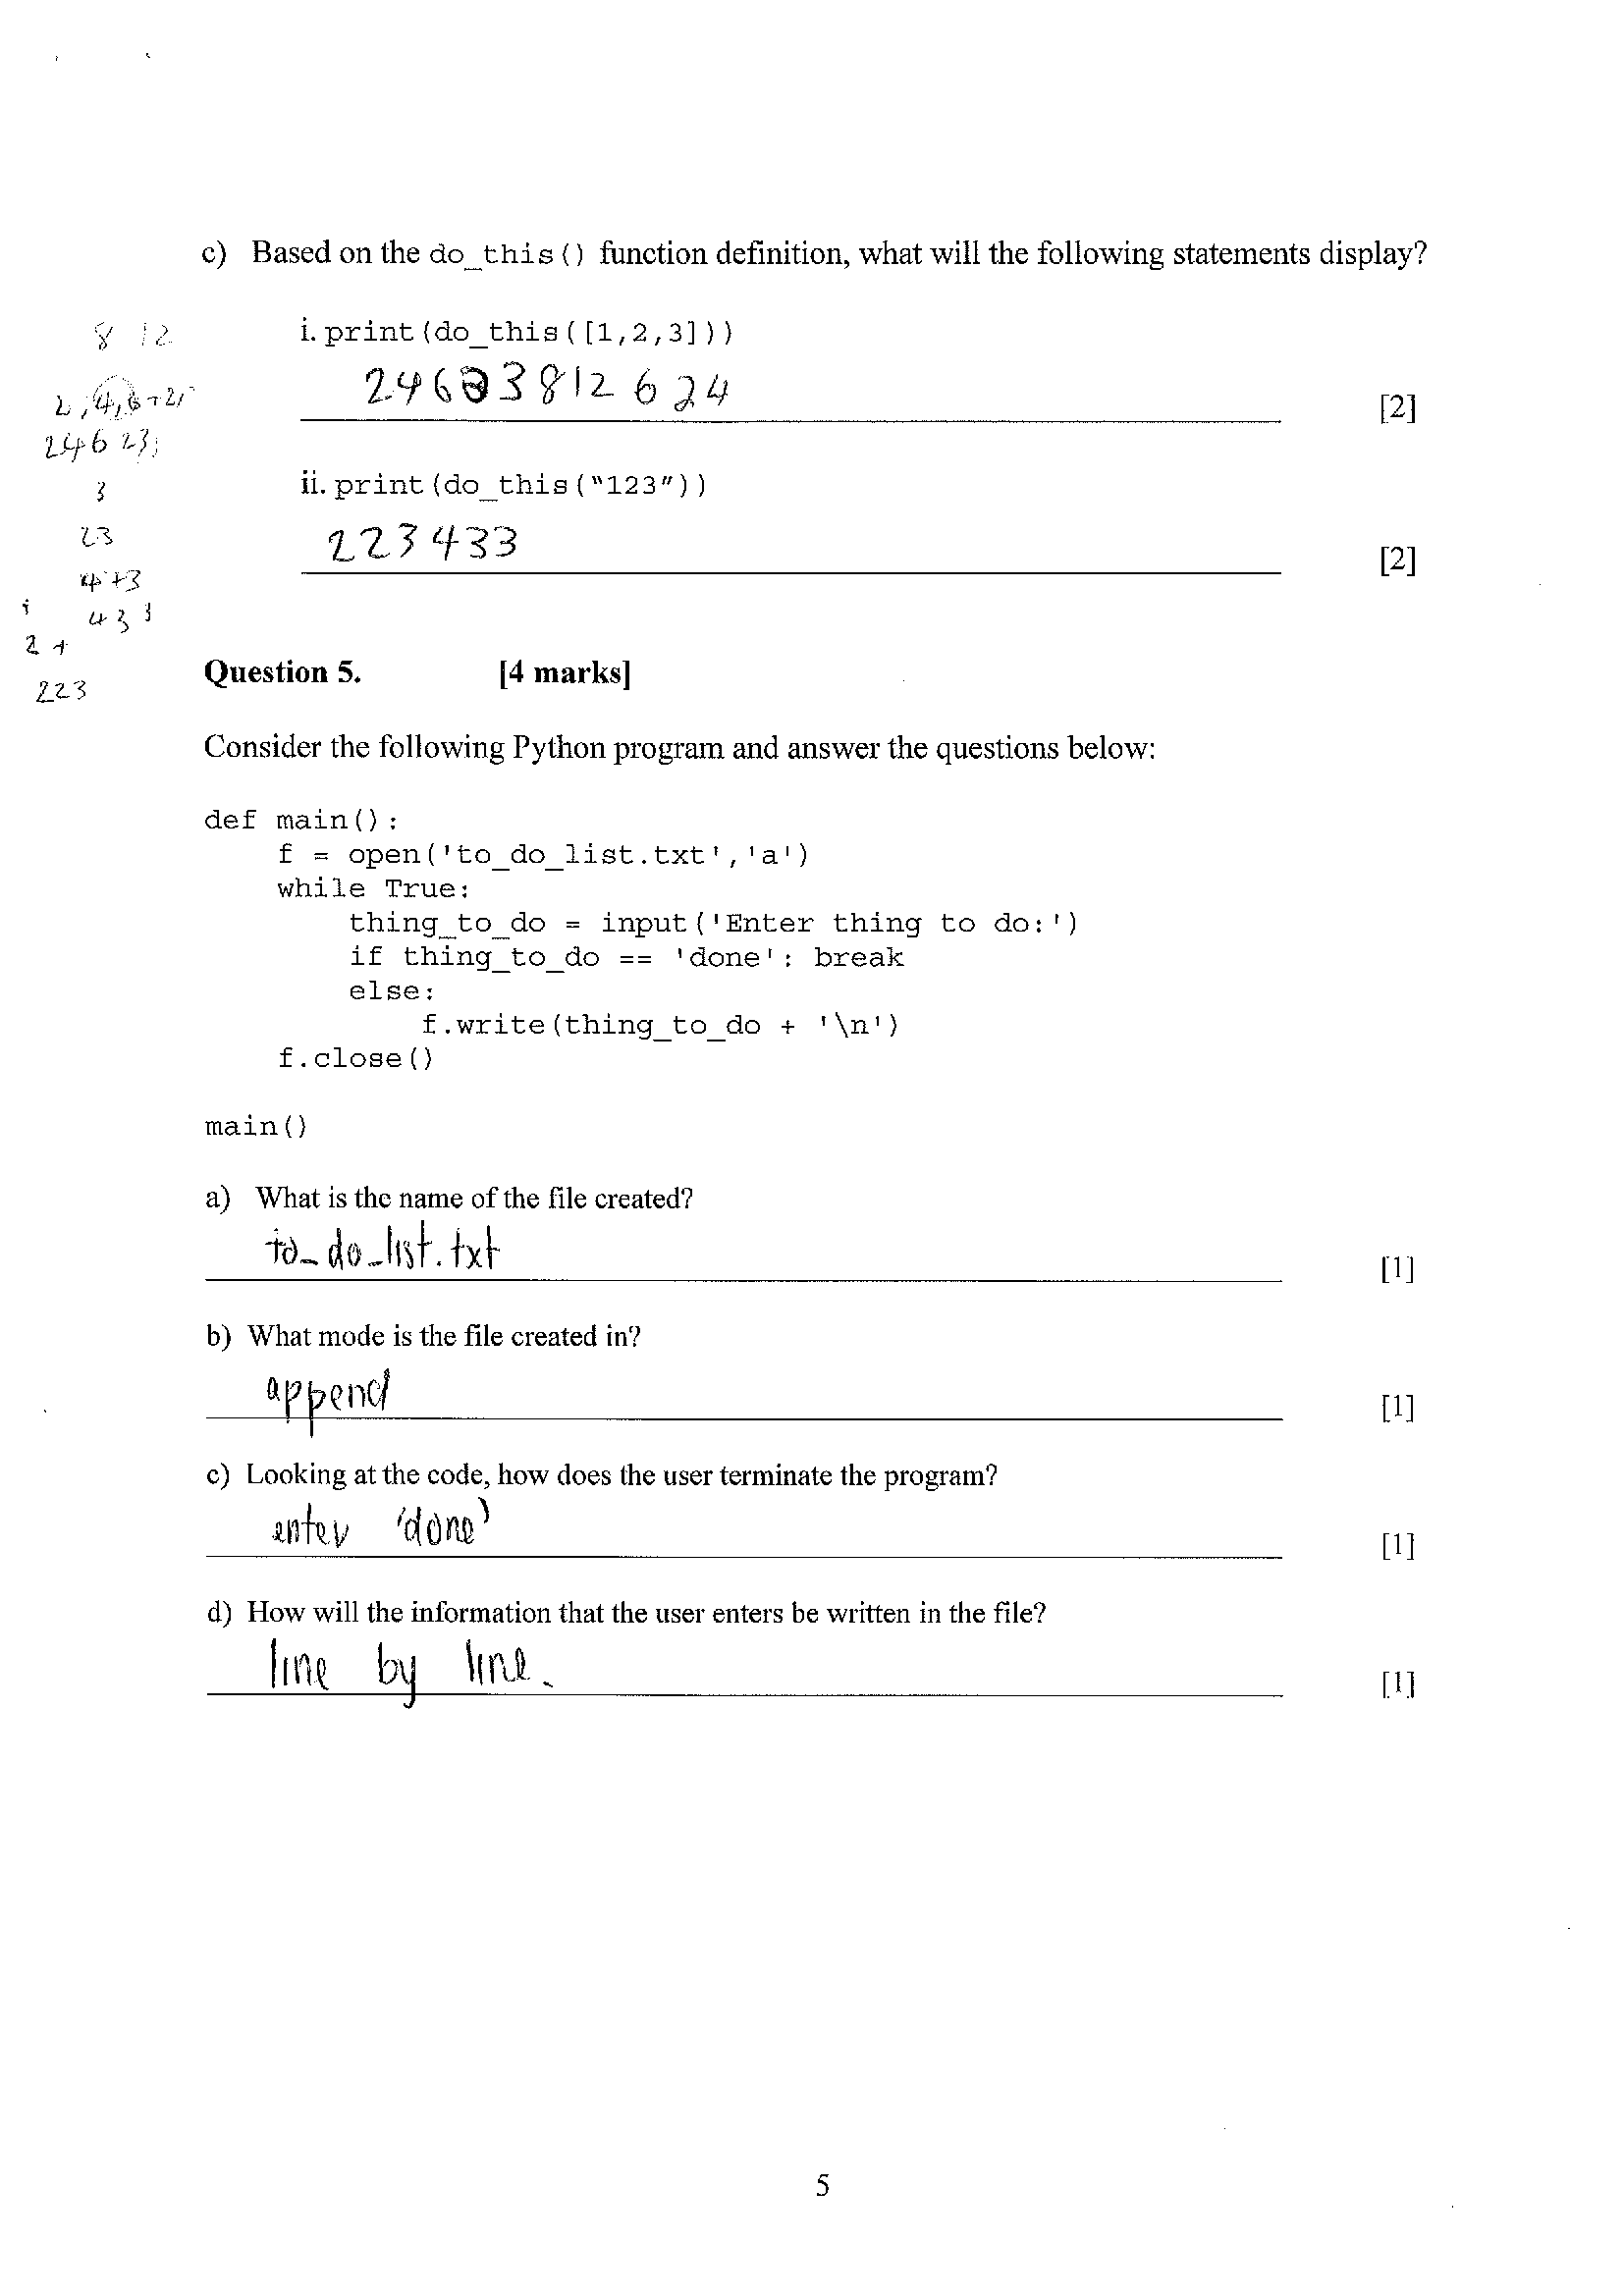 c) Based on the do_this() function definition, what will the following statements display?
8 12
i. print(do_this([1,2,3]))
246 3812 6 24
[2]
246 23
3
ii. print(do_this("123"))
23
223433
[2]
4+3
433
2 +
223
Question 5. [4 marks]
Consider the following Python program and answer the questions below:
def main():
    f = open('to_do_list.txt','a')
    while True:
        thing_to_do = input('Enter thing to do:')
        if thing_to_do == 'done': break
        else:
            f.write(thing_to_do + '\n')
    f.close()
main()
a) What is the name of the file created?
to_do_list.txt
[1]
b) What mode is the file created in?
append
[1]
c) Looking at the code, how does the user terminate the program?
enter 'done'
[1]
d) How will the information that the user enters be written in the file?
line by line.
[1]
5